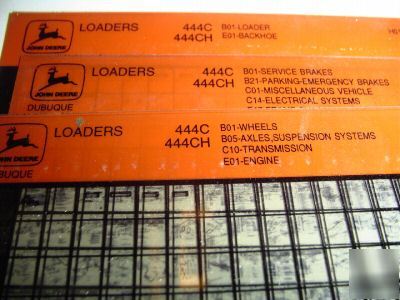 LOADERS 444C B01-LOADER
444CH E01-BACKHOE
JOHN DEERE
LOADERS 444C B01-SERVICE BRAKES
444CH B21-PARKING-EMERGENCY BRAKES
C01-MISCELLANEOUS VEHICLE
C14-ELECTRICAL SYSTEMS
JOHN DEERE
DUBUQUE
LOADERS 444C B01-WHEELS
444CH B05-AXLES,SUSPENSION SYSTEMS
C10-TRANSMISSION
E01-ENGINE
JOHN DEERE
DUBUQUE